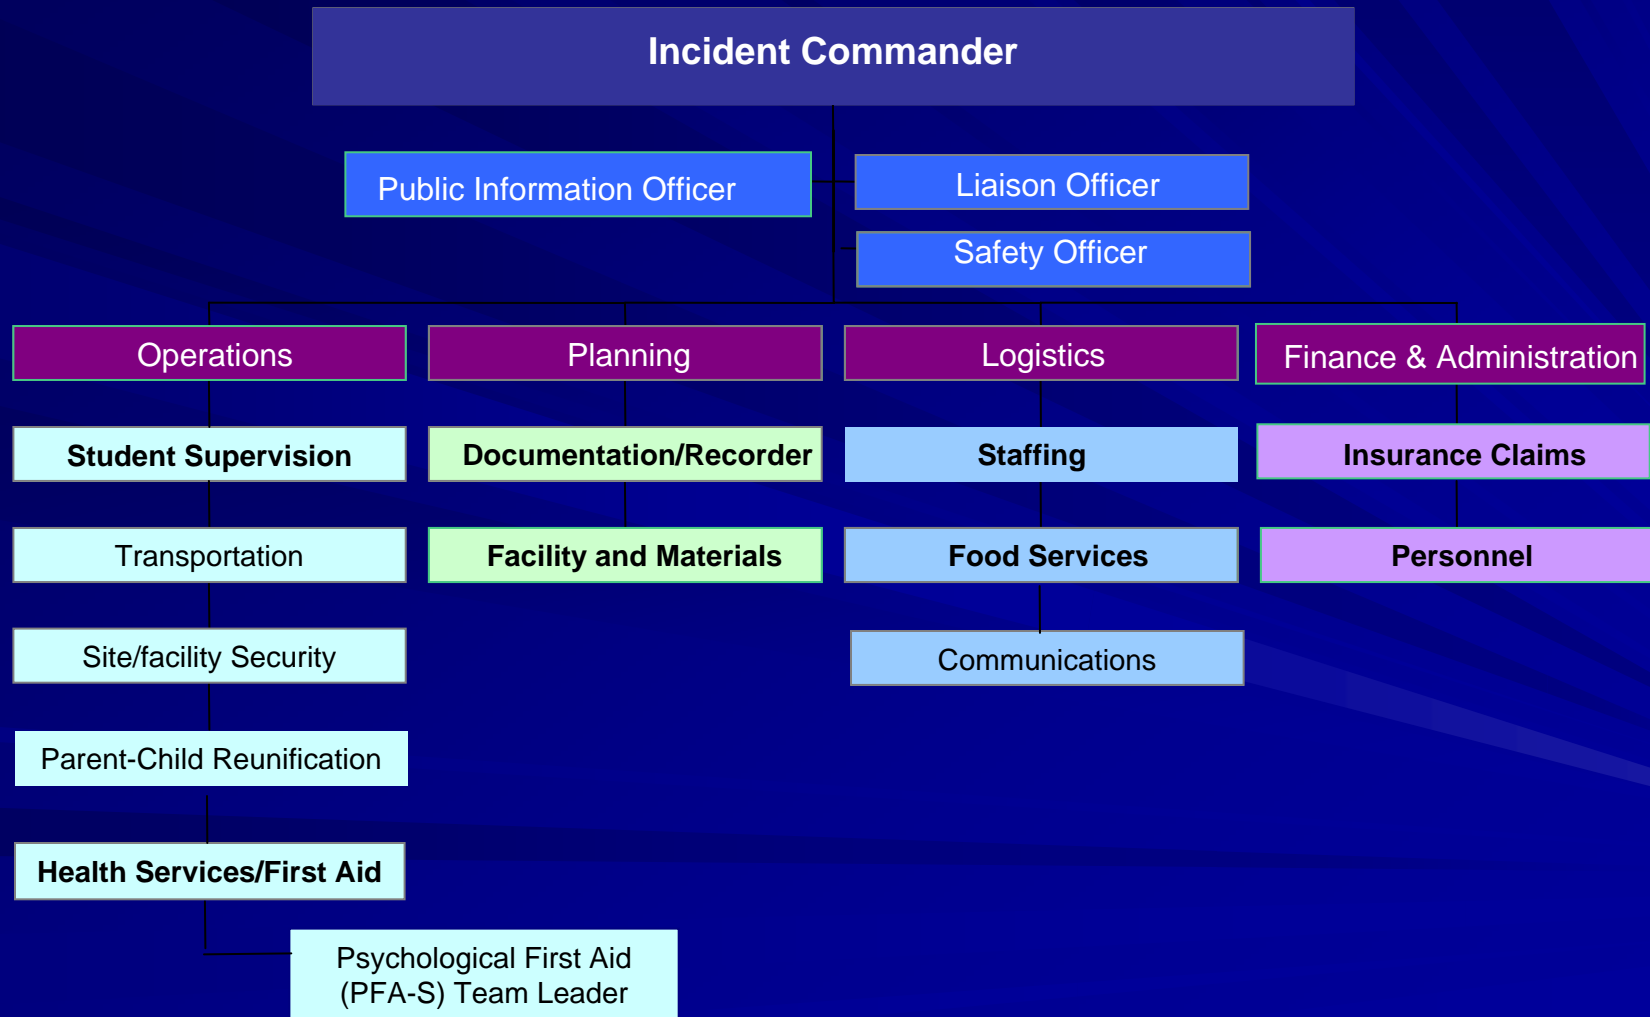 Incident Commander
Public Information Officer
Liaison Officer
Safety Officer
Operations
Planning
Logistics
Finance & Administration
Student Supervision
Documentation/Recorder
Staffing
Insurance Claims
Transportation
Facility and Materials
Food Services
Personnel
Site/facility Security
Communications
Parent-Child Reunification
Health Services/First Aid
Psychological First Aid
(PFA-S) Team Leader